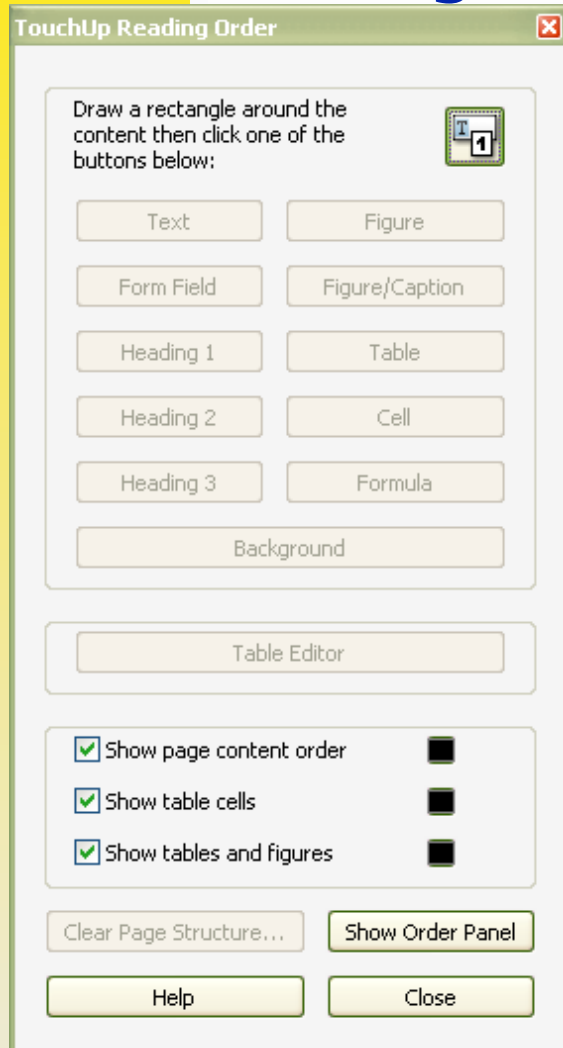 TouchUp Reading Order
Draw a rectangle around the
content then click one of the
buttons below:
T
1
Text
Figure
Form Field
Figure/Caption
Heading 1
Table
Heading 2
Cell
Heading 3
Formula
Background
Table Editor
Show page content order
Show table cells
Show tables and figures
Clear Page Structure...
Show Order Panel
Help
Close